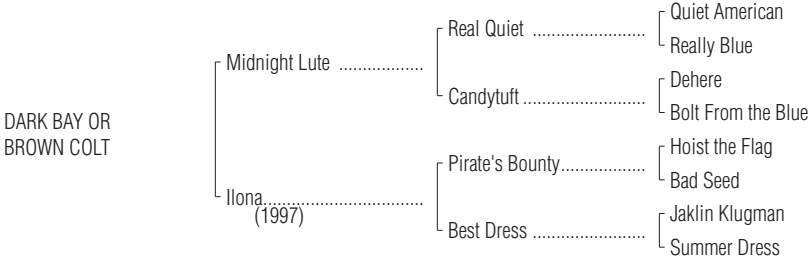 Quiet American
Real Quiet ........................
Really Blue
Midnight Lute ..................
Dehere
Candytuft ..........................
Bolt From the Blue
DARK BAY OR
BROWN COLT
Hoist the Flag
Pirate's Bounty..................
Bad Seed
Ilona..................................
(1997)
Jaklin Klugman
Best Dress ........................
Summer Dress